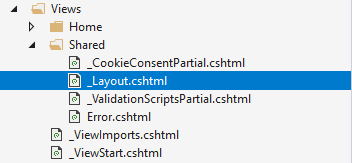 Views
Home
Shared
_CookieConsentPartial.cshtml
_Layout.cshtml
_ValidationScriptsPartial.cshtml
Error.cshtml
_ViewImports.cshtml
_ViewStart.cshtml